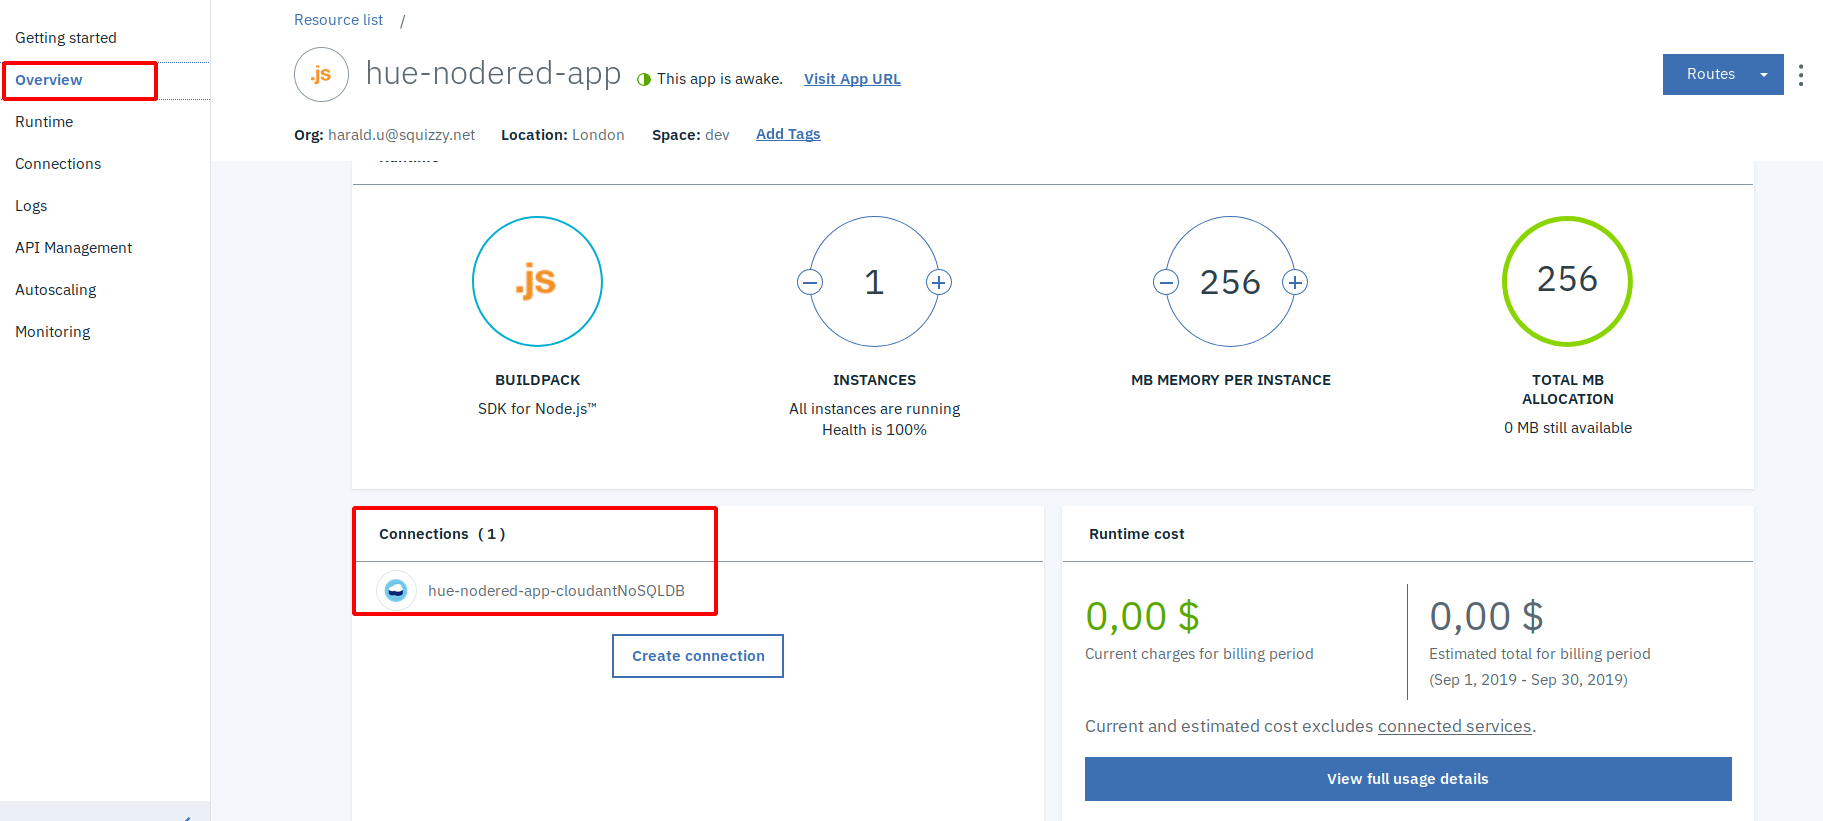 Resource list /
Getting started
Overview
Runtime
Connections
Logs
API Management
Autoscaling
Monitoring
.js
hue-nodered-app
This app is awake.
Visit App URL
Routes
Org: harald.u@squizzy.net
Location: London
Space: dev
Add Tags
Runtime
.js
1
256
256
BUILDPACK
SDK for Node.js™
INSTANCES
All instances are running
Health is 100%
MB MEMORY PER INSTANCE
TOTAL MB
ALLOCATION
0 MB still available
Connections (1)
hue-nodered-app-cloudantNoSQLDB
Create connection
Runtime cost
0,00 $
Current charges for billing period
0,00 $
Estimated total for billing period
(Sep 1, 2019 - Sep 30, 2019)
Current and estimated cost excludes connected services.
View full usage details